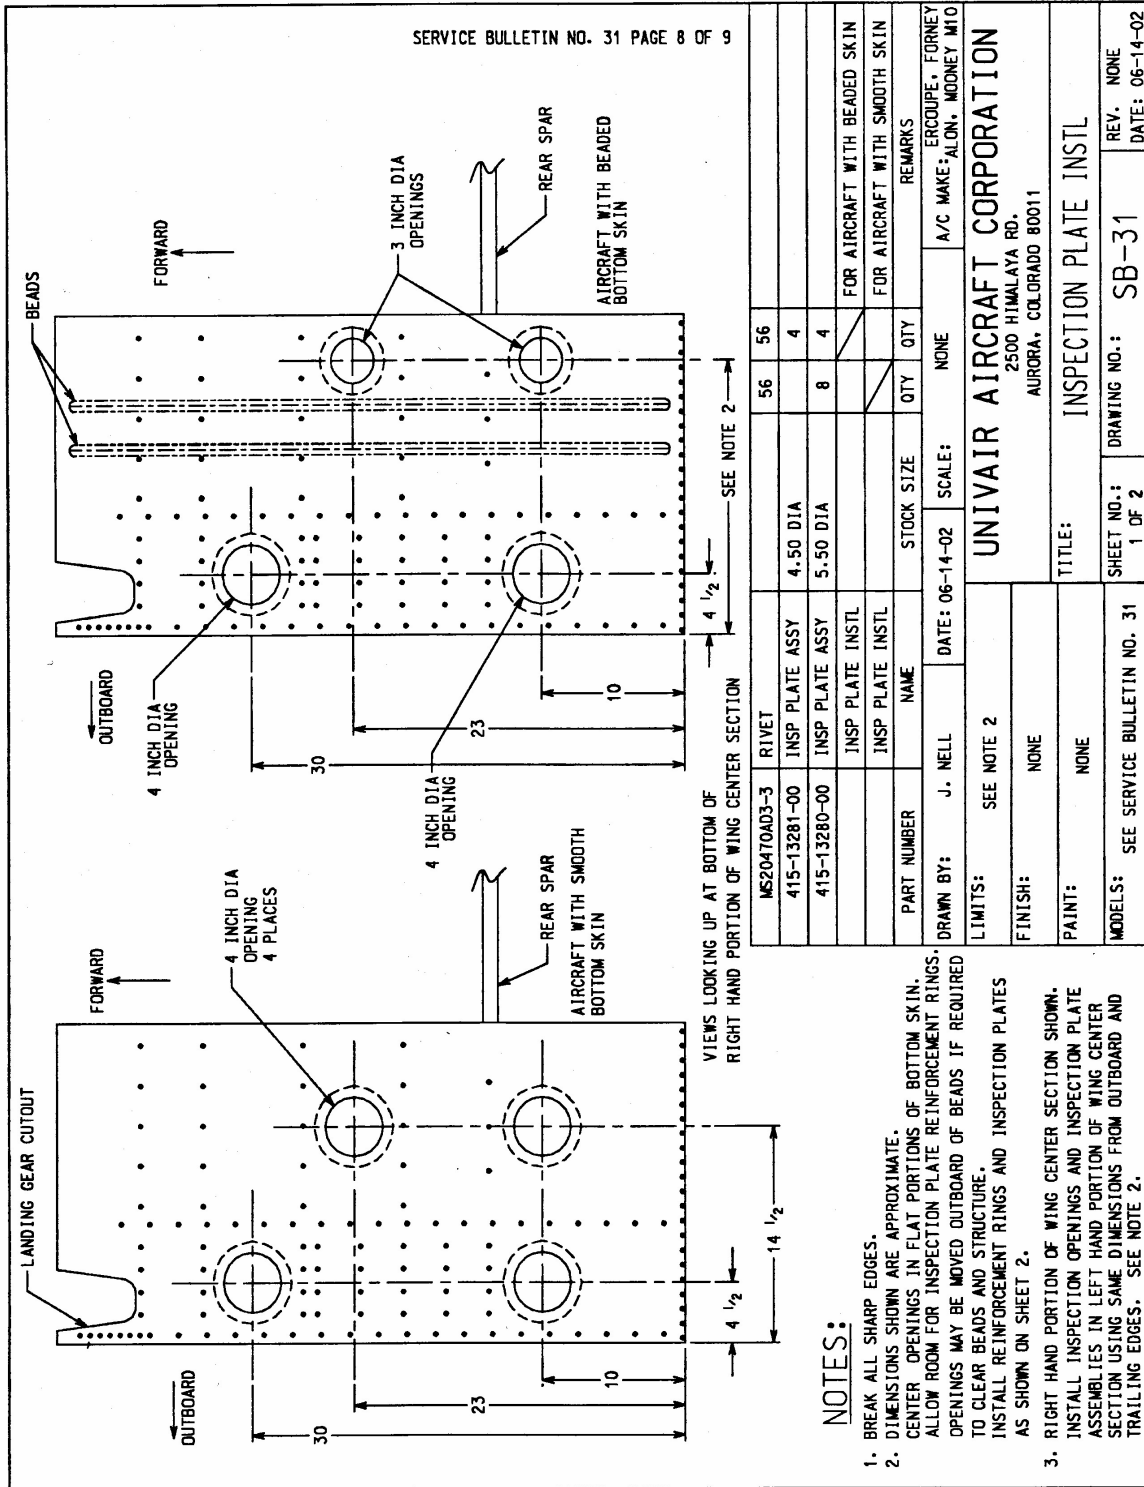 SERVICE BULLETIN NO. 31 PAGE 8 OF 9
LANDING GEAR CUTOUT
OUTBOARD
FORWARD
4 INCH DIA
OPENING
4 PLACES
REAR SPAR
AIRCRAFT WITH SMOOTH
BOTTOM SKIN
30
23
10
4 1/2
14 1/2
BEADS
OUTBOARD
FORWARD
4 INCH DIA
OPENING
3 INCH DIA
OPENINGS
4 INCH DIA
OPENING
REAR SPAR
AIRCRAFT WITH BEADED
BOTTOM SKIN
30
23
10
4 1/2
SEE NOTE 2
VIEWS LOOKING UP AT BOTTOM OF
RIGHT HAND PORTION OF WING CENTER SECTION
NOTES:
1. BREAK ALL SHARP EDGES.
2. DIMENSIONS SHOWN ARE APPROXIMATE.
CENTER OPENINGS IN FLAT PORTIONS OF BOTTOM SKIN.
ALLOW ROOM FOR INSPECTION PLATE REINFORCEMENT RINGS.
OPENINGS MAY BE MOVED OUTBOARD OF BEADS IF REQUIRED
TO CLEAR BEADS AND STRUCTURE.
INSTALL REINFORCEMENT RINGS AND INSPECTION PLATES
AS SHOWN ON SHEET 2.
3. RIGHT HAND PORTION OF WING CENTER SECTION SHOWN.
INSTALL INSPECTION OPENINGS AND INSPECTION PLATE
ASSEMBLIES IN LEFT HAND PORTION OF WING CENTER
SECTION USING SAME DIMENSIONS FROM OUTBOARD AND
TRAILING EDGES. SEE NOTE 2.
MS20470AD3-3 RIVET 56 56
415-13281-00 INSP PLATE ASSY 4.50 DIA 4
415-13280-00 INSP PLATE ASSY 5.50 DIA 8 4
INSP PLATE INSTL FOR AIRCRAFT WITH BEADED SKIN
INSP PLATE INSTL FOR AIRCRAFT WITH SMOOTH SKIN
PART NUMBER NAME STOCK SIZE QTY QTY REMARKS
DRAWN BY: J. NELL DATE: 06-14-02 SCALE: NONE A/C MAKE: ERCOUPE, FORNEY
ALON, MOONEY M10
LIMITS: SEE NOTE 2
FINISH: NONE
PAINT: NONE
MODELS: SEE SERVICE BULLETIN NO. 31
UNIVAIR AIRCRAFT CORPORATION
2500 HIMALAYA RD.
AURORA, COLORADO 80011
TITLE: INSPECTION PLATE INSTL
SHEET NO.: 1 OF 2
DRAWING NO.: SB-31
REV. NONE
DATE: 06-14-02